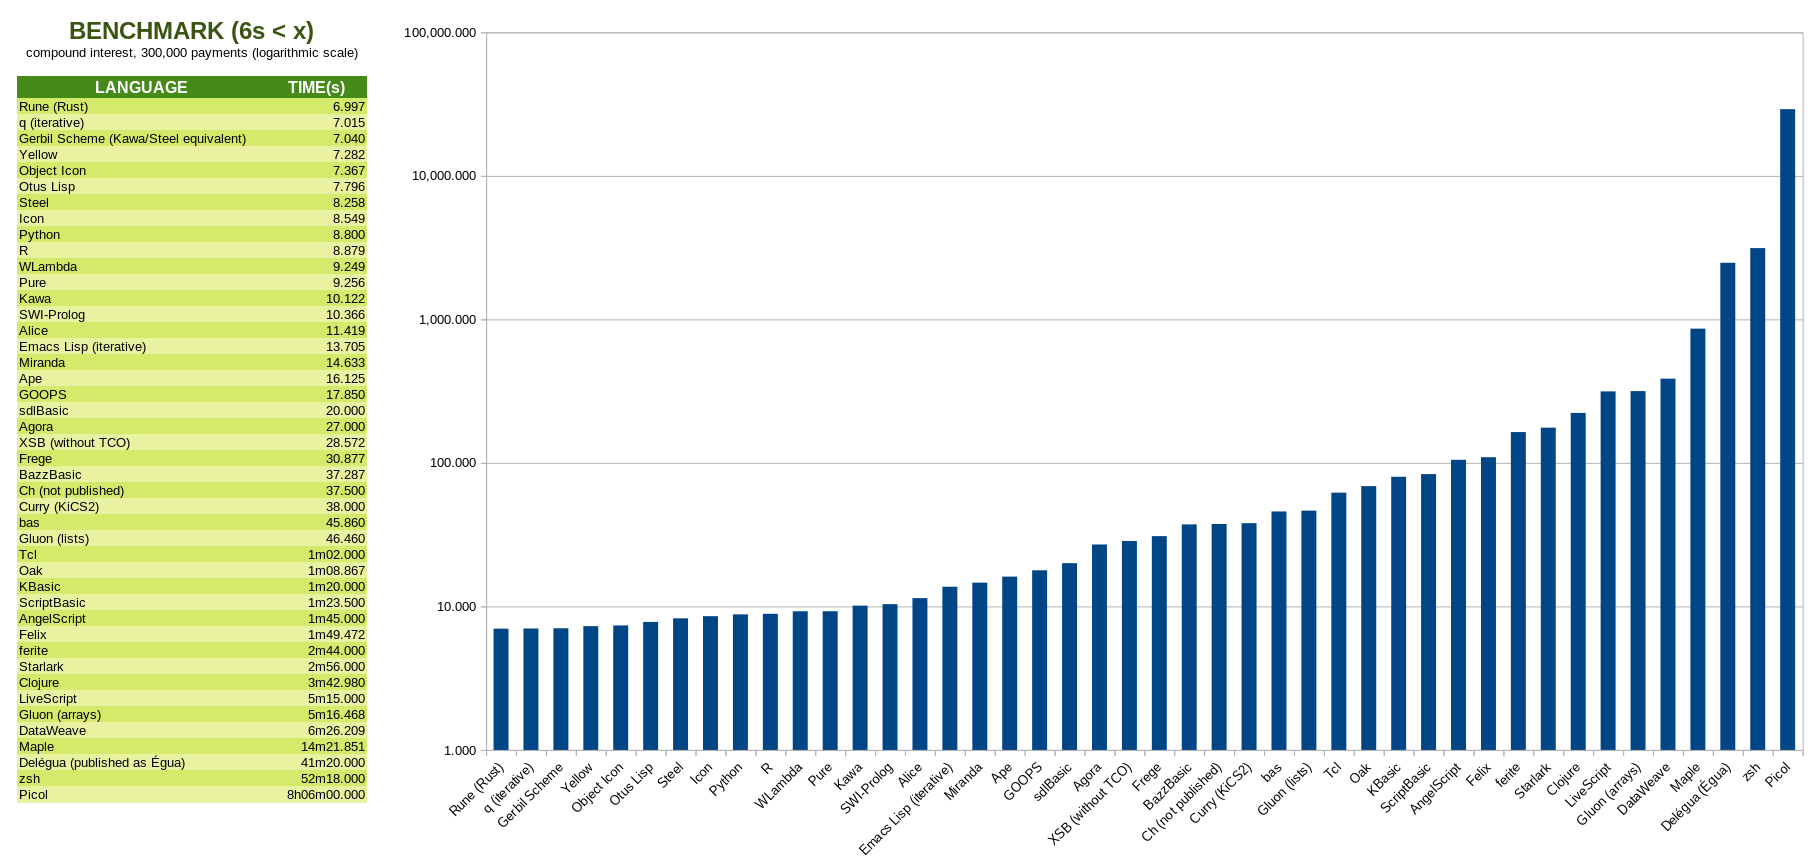 BENCHMARK (6s < x)
compound interest, 300,000 payments (logarithmic scale)
LANGUAGE TIME(s)
Rune (Rust) 6.997
q (iterative) 7.015
Gerbil Scheme (Kawa/Steel equivalent) 7.040
Yellow 7.282
Object Icon 7.367
Otus Lisp 7.796
Steel 8.258
Icon 8.549
Python 8.800
R 8.879
WLambda 9.249
Pure 9.256
Kawa 10.122
SWI-Prolog 10.366
Alice 11.419
Emacs Lisp (iterative) 13.705
Miranda 14.633
Ape 16.125
GOOPS 17.850
sdlBasic 20.000
Agora 27.000
XSB (without TCO) 28.572
Frege 30.877
BazzBasic 37.287
Ch (not published) 37.500
Curry (KiCS2) 38.000
bas 45.860
Gluon (lists) 46.460
Tcl 1m02.000
Oak 1m08.867
KBasic 1m20.000
ScriptBasic 1m23.500
AngelScript 1m45.000
Felix 1m49.472
ferite 2m44.000
Starlark 2m56.000
Clojure 3m42.980
LiveScript 5m15.000
Gluon (arrays) 5m16.468
DataWeave 6m26.209
Maple 14m21.851
Delégua (published as Égua) 41m20.000
zsh 52m18.000
Picol 8h06m00.000
100,000.000
10,000.000
1,000.000
100.000
10.000
1.000
Rune (Rust)
q (iterative)
Gerbil Scheme
Yellow
Object Icon
Otus Lisp
Steel
Icon
Python
R
WLambda
Pure
Kawa
SWI-Prolog
Alice
Emacs Lisp (iterative)
Miranda
Ape
GOOPS
sdlBasic
Agora
XSB (without TCO)
Frege
BazzBasic
Ch (not published)
Curry (KiCS2)
bas
Gluon (lists)
Tcl
Oak
KBasic
ScriptBasic
AngelScript
Felix
ferite
Starlark
Clojure
LiveScript
Gluon (arrays)
DataWeave
Maple
Delégua (Égua)
zsh
Picol